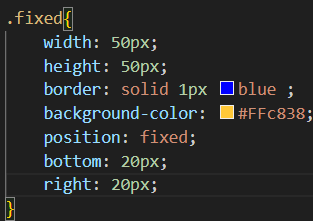 .fixed{
width: 50px;
height: 50px;
border: solid 1px blue ;
background-color: #FFc838;
position: fixed;
bottom: 20px;
right: 20px;
}